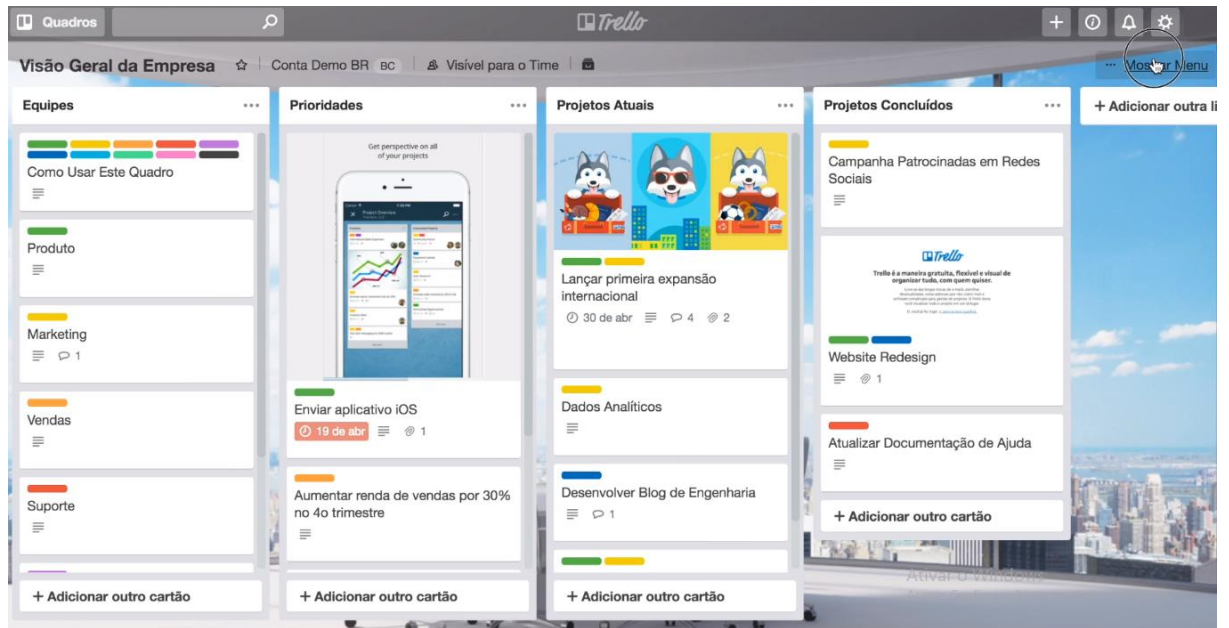 Quadros
Trello
Visão Geral da Empresa
Conta Demo BR BC
Visível para o Time
··· Mostrar Menu
Equipes
Como Usar Este Quadro
Produto
Marketing
1
Vendas
Suporte
+ Adicionar outro cartão
Prioridades
Get perspective on all
of your projects
Enviar aplicativo iOS
19 de abr
1
Aumentar renda de vendas por 30%
no 4o trimestre
+ Adicionar outro cartão
Projetos Atuais
Lançar primeira expansão
internacional
30 de abr 4 2
Dados Analíticos
Desenvolver Blog de Engenharia
1
+ Adicionar outro cartão
Projetos Concluídos
Campanha Patrocinadas em Redes
Sociais
Trello
Trello é a maneira gratuita, flexível e visual de
organizar tudo, com quem quiser.
Website Redesign
1
Atualizar Documentação de Ajuda
+ Adicionar outro cartão
+ Adicionar outra li
Ativar o Windows